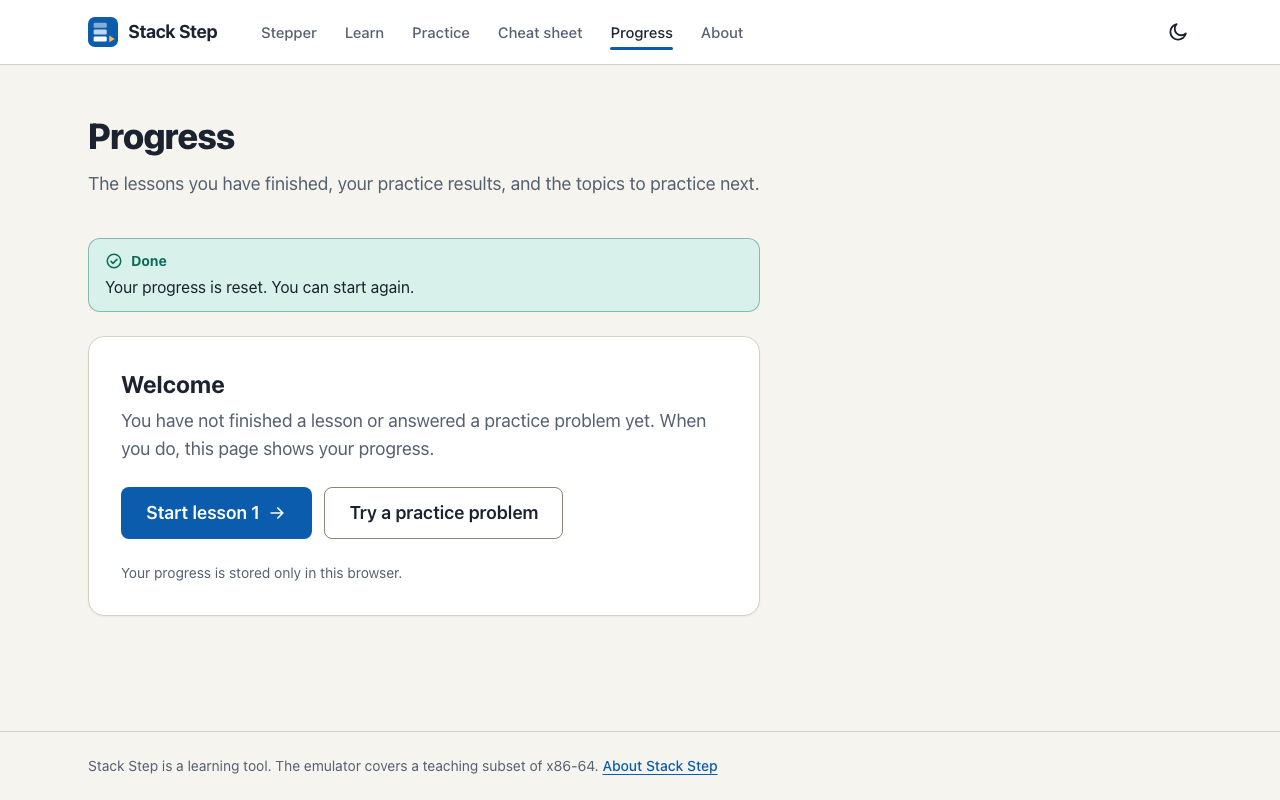 Stack Step
Stepper
Learn
Practice
Cheat sheet
Progress
About
Progress
The lessons you have finished, your practice results, and the topics to practice next.
Done
Your progress is reset. You can start again.
Welcome
You have not finished a lesson or answered a practice problem yet. When
you do, this page shows your progress.
Start lesson 1 →
Try a practice problem
Your progress is stored only in this browser.
Stack Step is a learning tool. The emulator covers a teaching subset of x86-64. About Stack Step